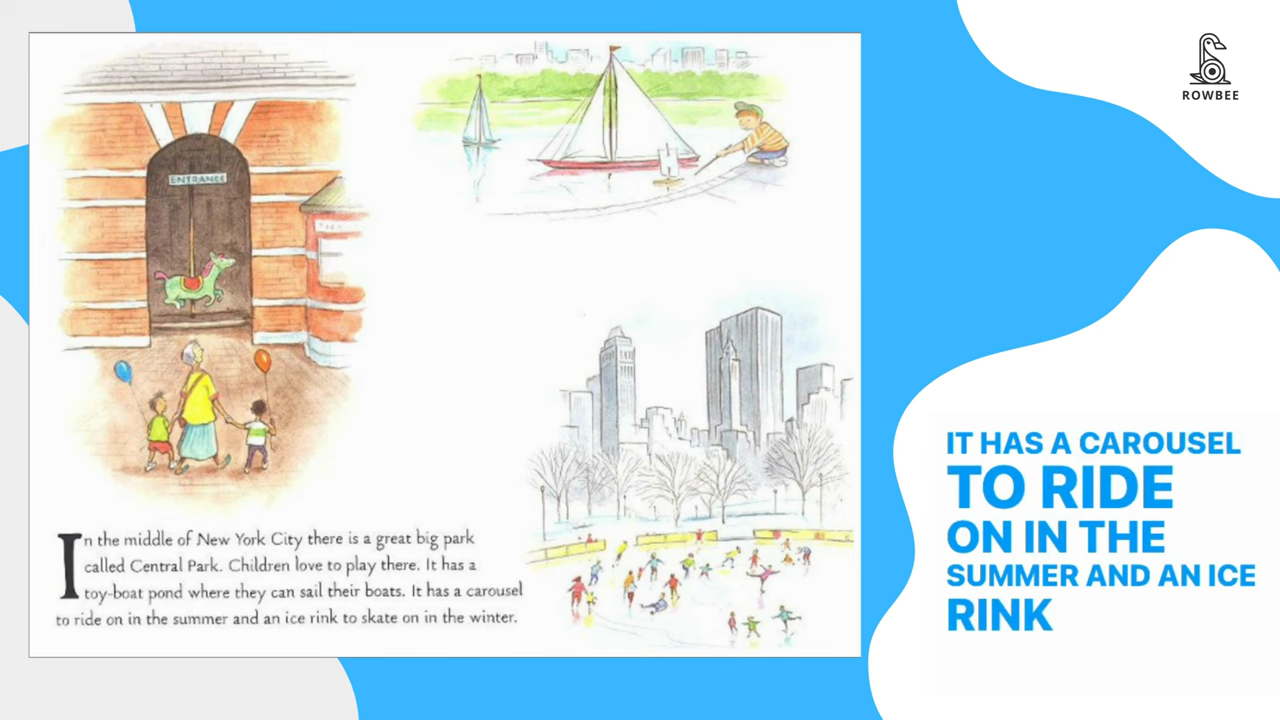 ROWBEE
ENTRANCE
In the middle of New York City there is a great big park
called Central Park. Children love to play there. It has a
toy-boat pond where they can sail their boats. It has a carousel
to ride on in the summer and an ice rink to skate on in the winter.
IT HAS A CAROUSEL
TO RIDE
ON IN THE
SUMMER AND AN ICE
RINK